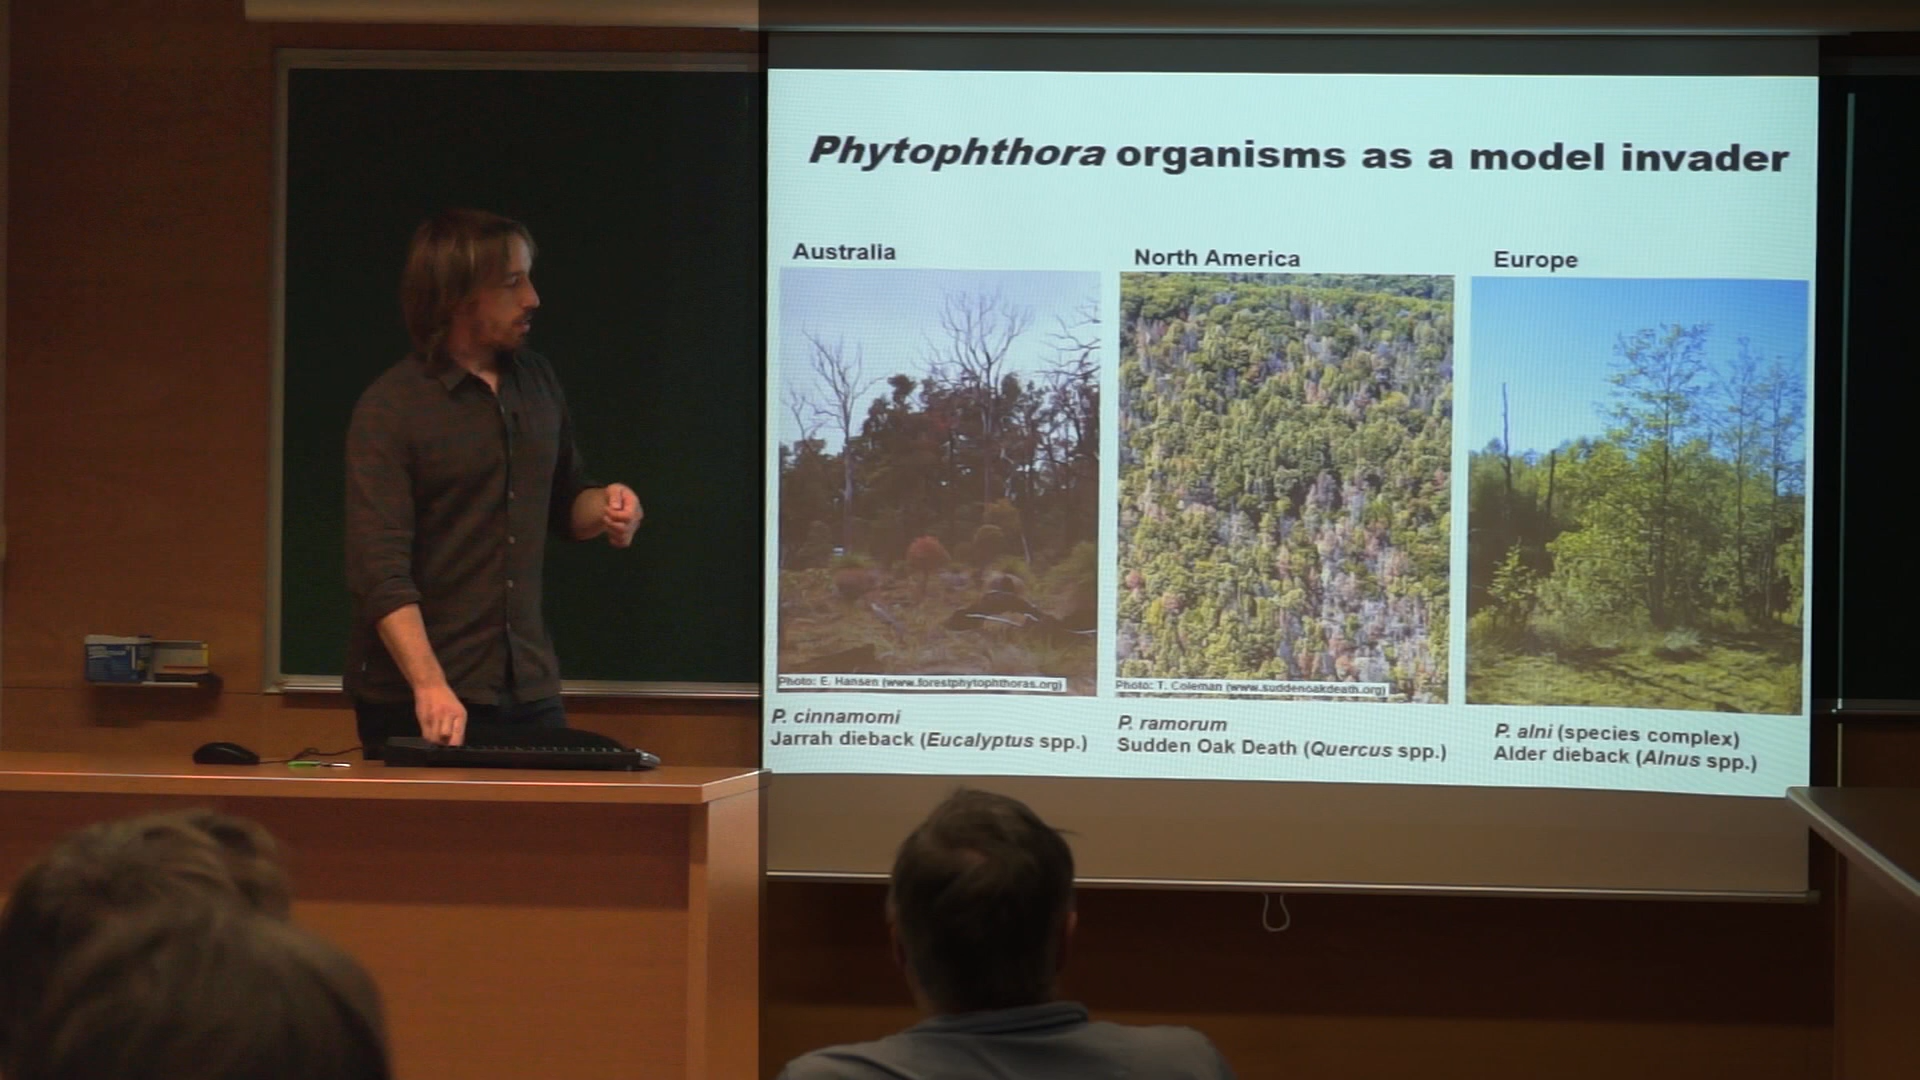 Phytophthora organisms as a model invader
Australia
North America
Europe
Photo: E. Hansen (www.forestphytophthoras.org)
Photo: T. Coleman (www.suddenoakdeath.org)
P. cinnamomi
Jarrah dieback (Eucalyptus spp.)
P. ramorum
Sudden Oak Death (Quercus spp.)
P. alni (species complex)
Alder dieback (Alnus spp.)